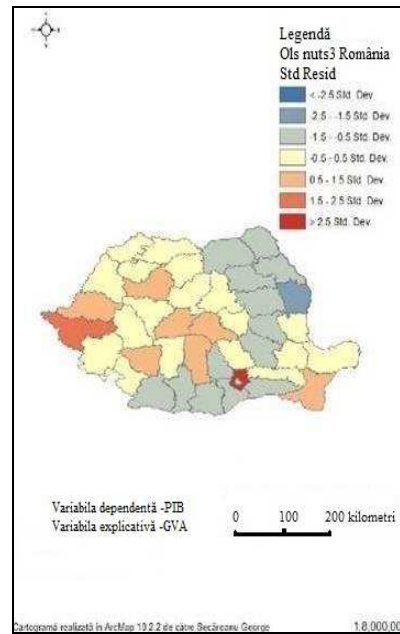 Legendă
Ols nuts3 România
Std Resid
< -2.5 Std. Dev.
-2.5 - -1.5 Std. Dev.
-1.5 - -0.5 Std. Dev.
-0.5 - 0.5 Std. Dev.
0.5 - 1.5 Std. Dev.
1.5 - 2.5 Std. Dev.
> 2.5 Std. Dev.
Variabila dependentă -PIB
Variabila explicativă -GVA
0 100 200 kilometri
Cartogramă realizată în ArcMap 10.2.2 de către Secăreanu George
1:8,000,00